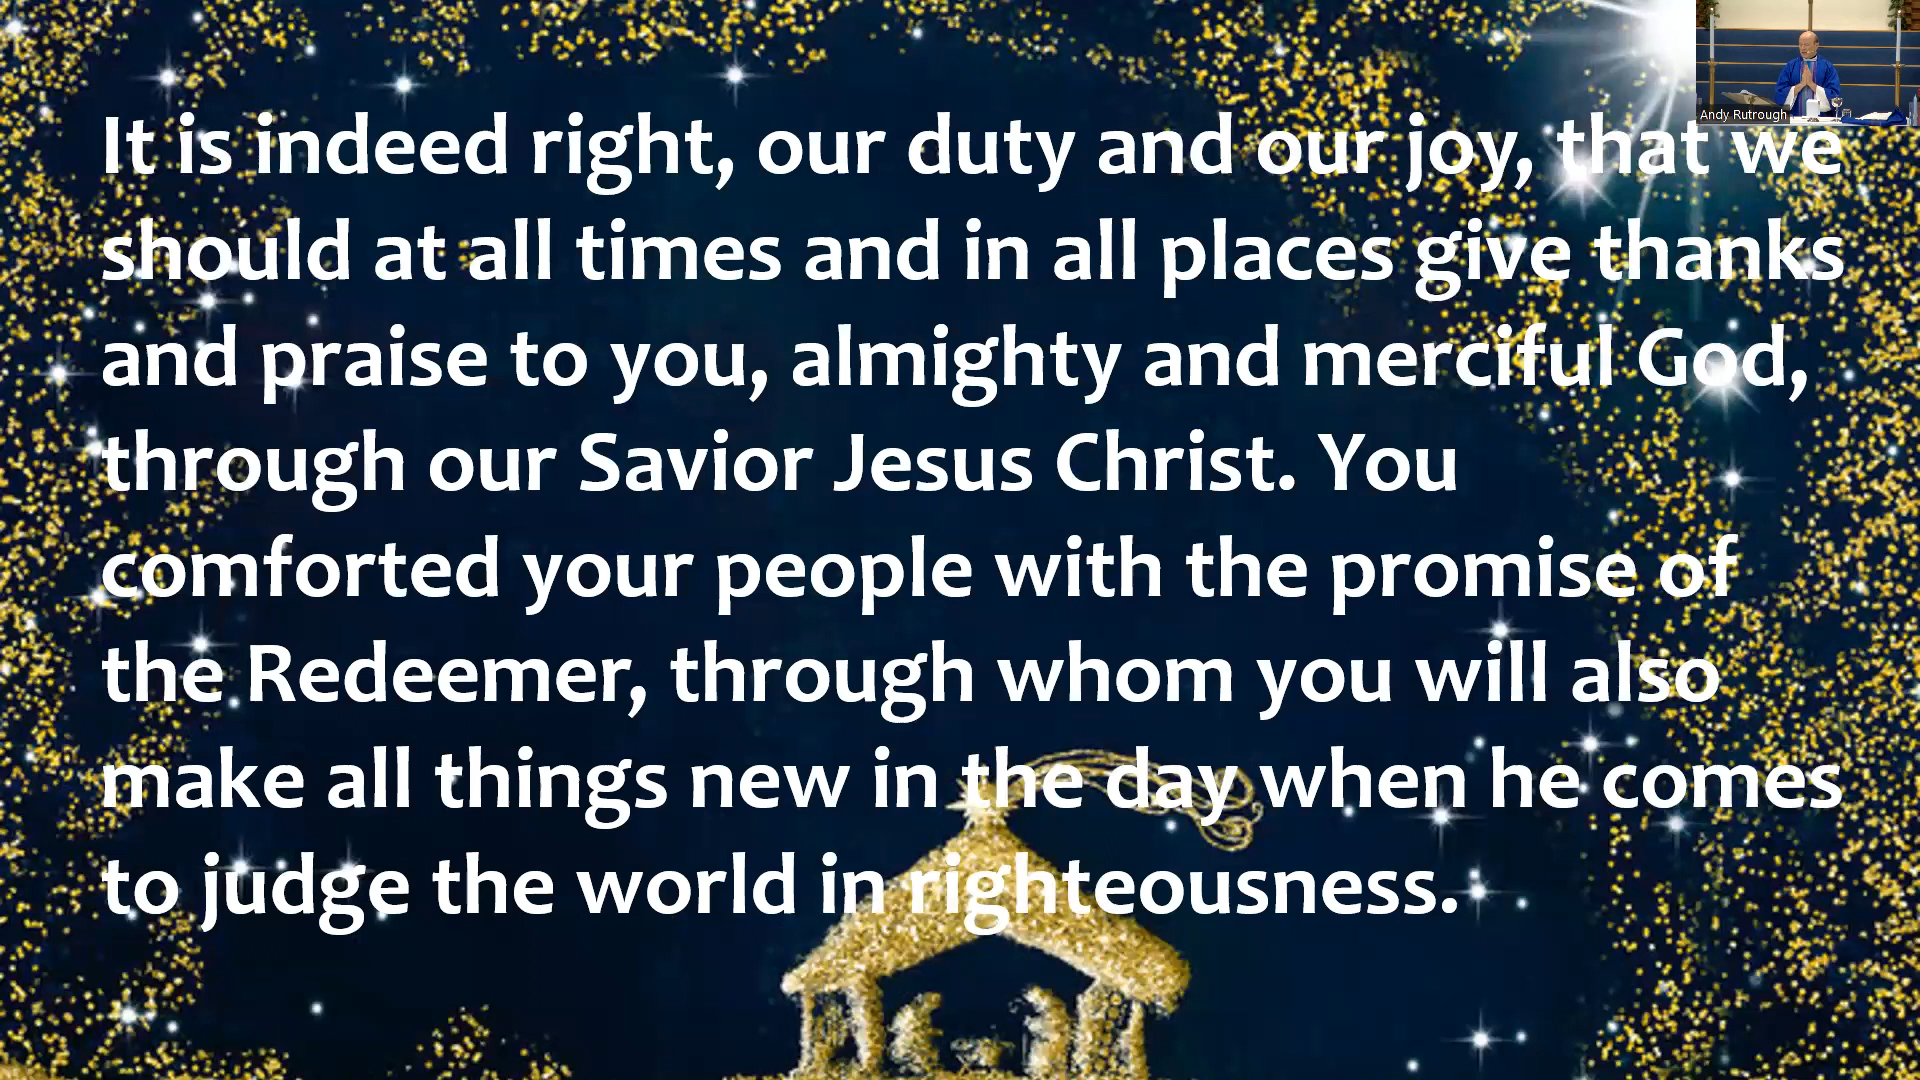 Andy Rutrough
It is indeed right, our duty and our joy, that we
should at all times and in all places give thanks
and praise to you, almighty and merciful God,
through our Savior Jesus Christ. You
comforted your people with the promise of
the Redeemer, through whom you will also
make all things new in the day when he comes
to judge the world in righteousness.